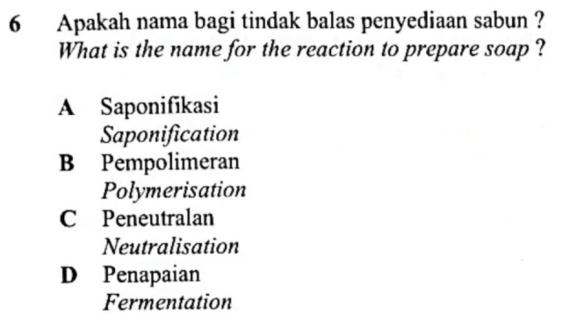 6 Apakah nama bagi tindak balas penyediaan sabun ?
What is the name for the reaction to prepare soap ?
A Saponifikasi
Saponification
B Pempolimeran
Polymerisation
C Peneutralan
Neutralisation
D Penapaian
Fermentation